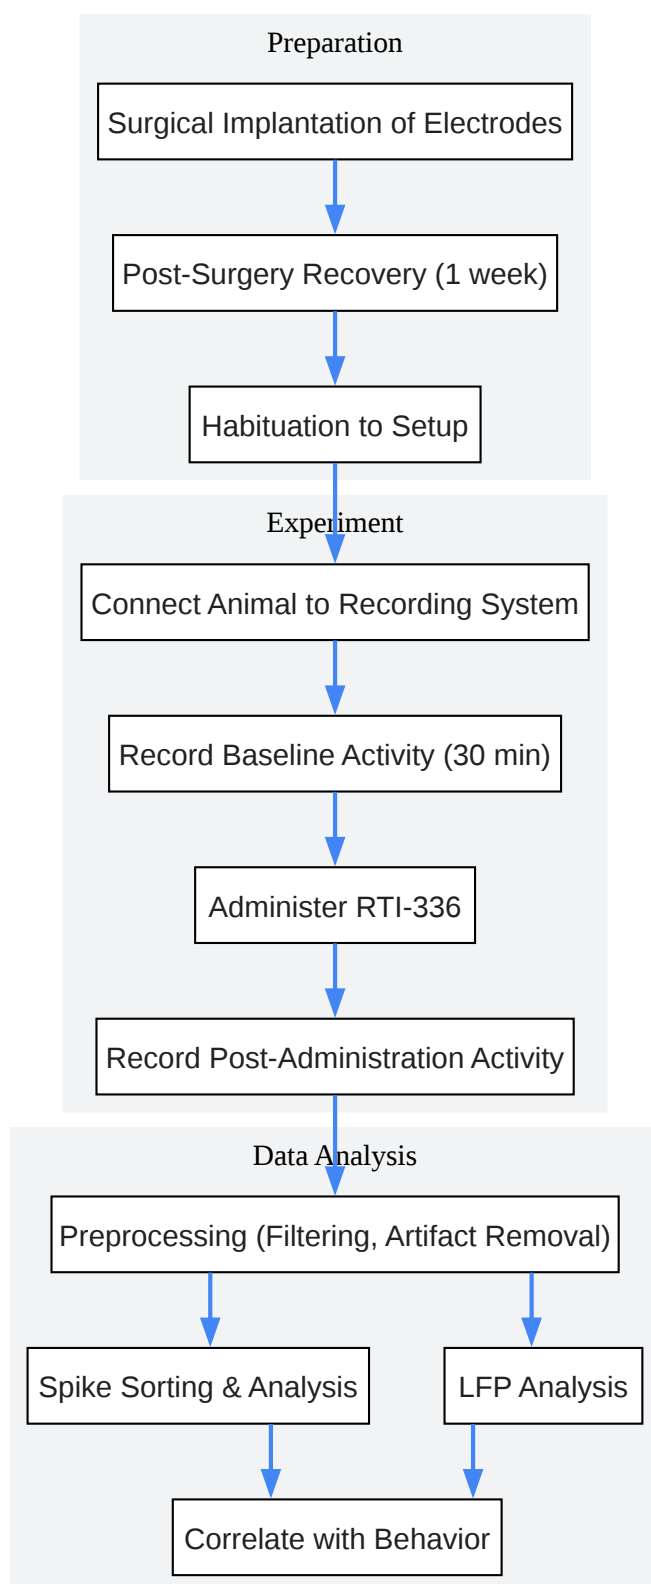 Preparation
Surgical Implantation of Electrodes
Post-Surgery Recovery (1 week)
Habituation to Setup
Experiment
Connect Animal to Recording System
Record Baseline Activity (30 min)
Administer RTI-336
Record Post-Administration Activity
Data Analysis
Preprocessing (Filtering, Artifact Removal)
Spike Sorting & Analysis
LFP Analysis
Correlate with Behavior